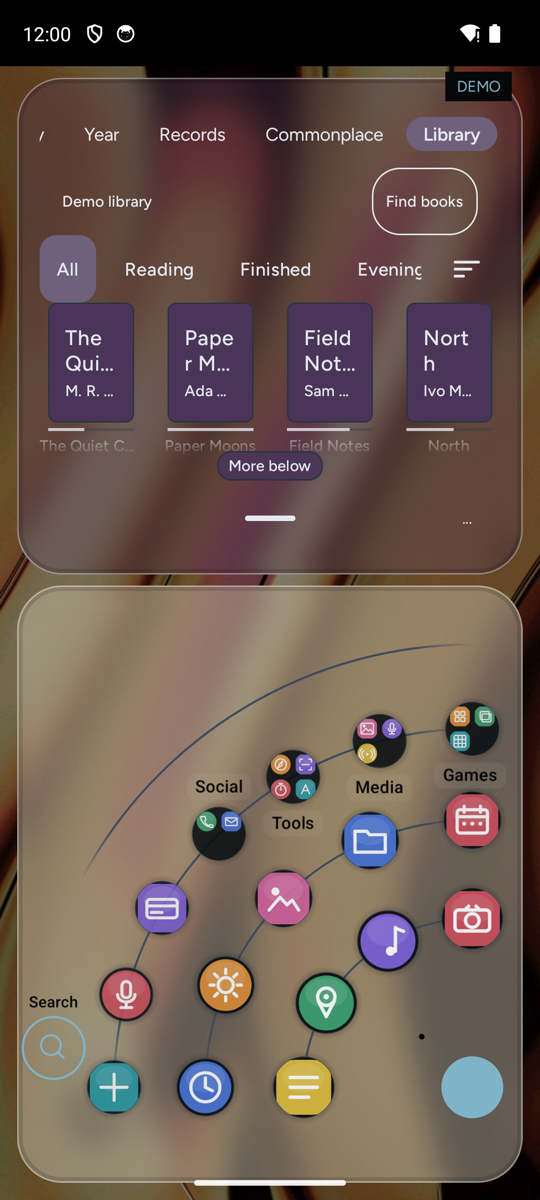 12:00
DEMO
Year
Records
Commonplace
Library
Demo library
Find books
All
Reading
Finished
Evening
The Qui...
M. R. ...
Pape
r M...
Ada ...
Field
Not...
Sam ...
Nort
h
Ivo M...
The Quiet C...
Paper Moons
Field Notes
North
More below
...
Social
Tools
Media
Games
Search